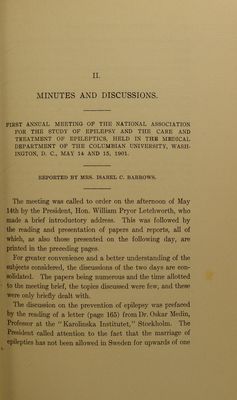 II.
MINUTES AND DISCUSSIONS.
FIRST ANNUAL MEETING OF THE NATIONAL ASSOCIATION
FOR THE STUDY OF EPILEPSY AND THE CARE AND
TREATMENT OF EPILEPTICS, HELD IN THE MEDICAL
DEPARTMENT OF THE COLUMBIAN UNIVERSITY, WASH-
INGTON, D. C., MAY 14 AND 15, 1901.
REPORTED BY MRS. ISABEL C. BARROWS.
The meeting was called to order on the afternoon of May
14th by the President, Hon. William Pryor Letchworth, who
made a brief introductory address. This was followed by
the reading and presentation of papers and reports, all of
which, as also those presented on the following day, are
printed in the preceding pages.
For greater convenience and a better understanding of the
subjects considered, the discussions of the two days are con-
solidated. The papers being numerous and the time allotted
to the meeting brief, the topics discussed were few, and these
were only briefly dealt with.
The discussion on the prevention of epilepsy was prefaced
by the reading of a letter (page 165) from Dr. Oskar Medin,
Professor at the "Karolinska Institutet," Stockholm. The
President called attention to the fact that the marriage of
epileptics has not been allowed in Sweden for upwards of one